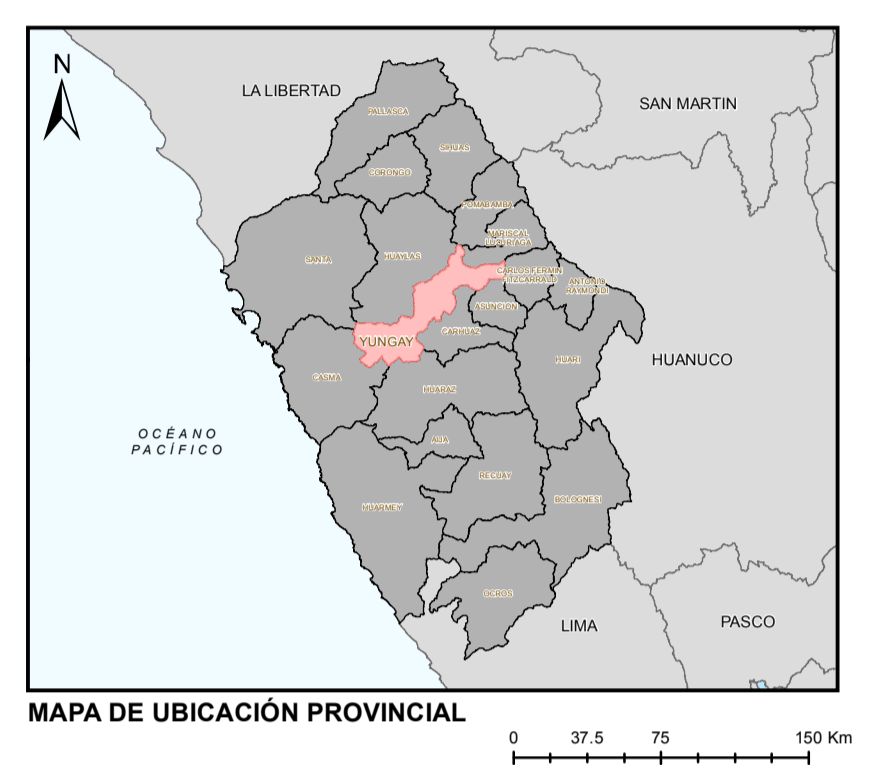 N
LA LIBERTAD
SAN MARTIN
PALLASCA
SIHUAS
CORONGO
POMABAMBA
MARISCAL
LUZURIAGA
SANTA
HUAYLAS
CARLOS FERMIN
FITZCARRALD
ANTONIO
RAYMONDI
ASUNCION
CARHUAZ
YUNGAY
HUARI
HUANUCO
CASMA
HUARAZ
OCÉANO
PACÍFICO
AIJA
RECUAY
BOLOGNESI
HUARMEY
OCROS
LIMA
PASCO
MAPA DE UBICACIÓN PROVINCIAL
0 37.5 75 150 Km